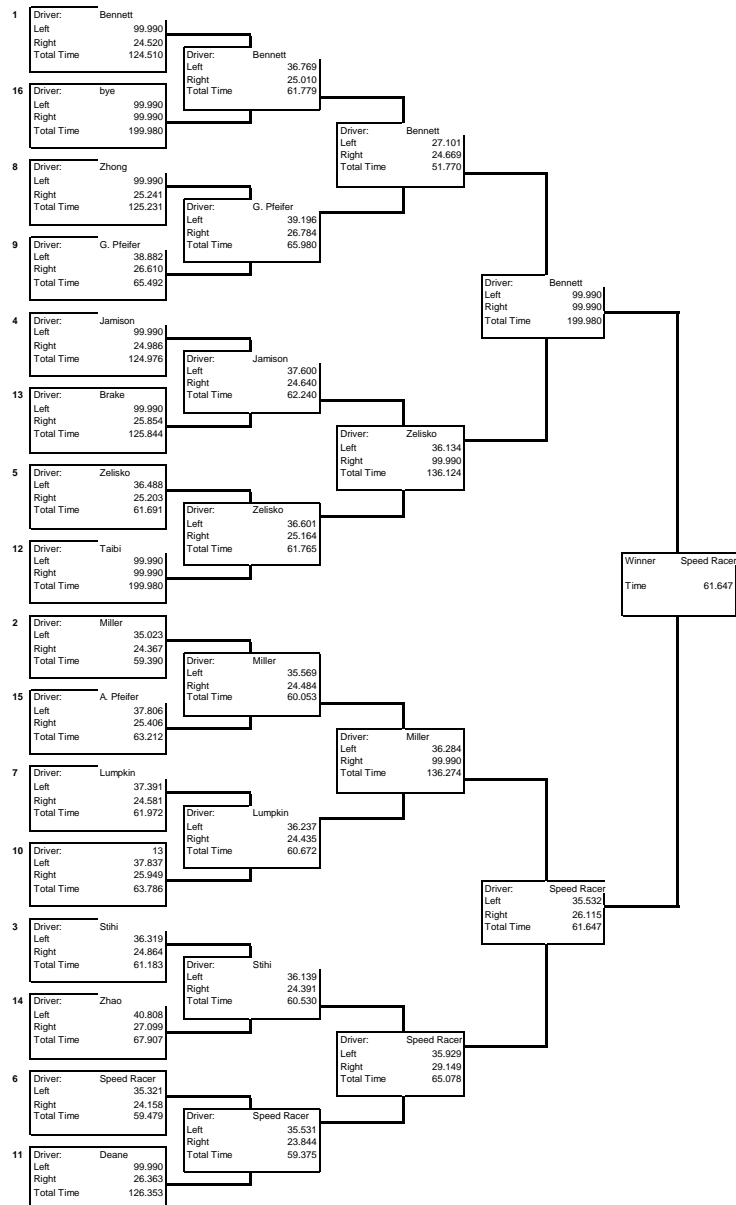 1 Driver: Bennett
Left 99.990
Right 24.520
Total Time 124.510
16 Driver: bye
Left 99.990
Right 99.990
Total Time 199.980
8 Driver: Zhong
Left 99.990
Right 25.241
Total Time 125.231
9 Driver: G. Pfeifer
Left 38.882
Right 26.610
Total Time 65.492
4 Driver: Jamison
Left 99.990
Right 24.986
Total Time 124.976
13 Driver: Brake
Left 99.990
Right 25.854
Total Time 125.844
5 Driver: Zelisko
Left 36.488
Right 25.203
Total Time 61.691
12 Driver: Taibi
Left 99.990
Right 99.990
Total Time 199.980
2 Driver: Miller
Left 35.023
Right 24.367
Total Time 59.390
15 Driver: A. Pfeifer
Left 37.806
Right 25.406
Total Time 63.212
7 Driver: Lumpkin
Left 37.391
Right 24.581
Total Time 61.972
10 Driver: 13
Left 37.837
Right 25.949
Total Time 63.786
3 Driver: Stihi
Left 36.319
Right 24.864
Total Time 61.183
14 Driver: Zhao
Left 40.808
Right 27.099
Total Time 67.907
6 Driver: Speed Racer
Left 35.321
Right 24.158
Total Time 59.479
11 Driver: Deane
Left 99.990
Right 26.363
Total Time 126.353
Driver: Bennett
Left 36.769
Right 25.010
Total Time 61.779
Driver: G. Pfeifer
Left 39.196
Right 26.784
Total Time 65.980
Driver: Jamison
Left 37.600
Right 24.640
Total Time 62.240
Driver: Zelisko
Left 36.601
Right 25.164
Total Time 61.765
Driver: Miller
Left 35.569
Right 24.484
Total Time 60.053
Driver: Lumpkin
Left 36.237
Right 24.435
Total Time 60.672
Driver: Stihi
Left 36.139
Right 24.391
Total Time 60.530
Driver: Speed Racer
Left 35.531
Right 23.844
Total Time 59.375
Driver: Bennett
Left 27.101
Right 24.669
Total Time 51.770
Driver: Zelisko
Left 36.134
Right 99.990
Total Time 136.124
Driver: Miller
Left 36.284
Right 99.990
Total Time 136.274
Driver: Speed Racer
Left 35.929
Right 29.149
Total Time 65.078
Driver: Bennett
Left 99.990
Right 99.990
Total Time 199.980
Driver: Speed Racer
Left 35.532
Right 26.115
Total Time 61.647
Winner Speed Racer
Time 61.647